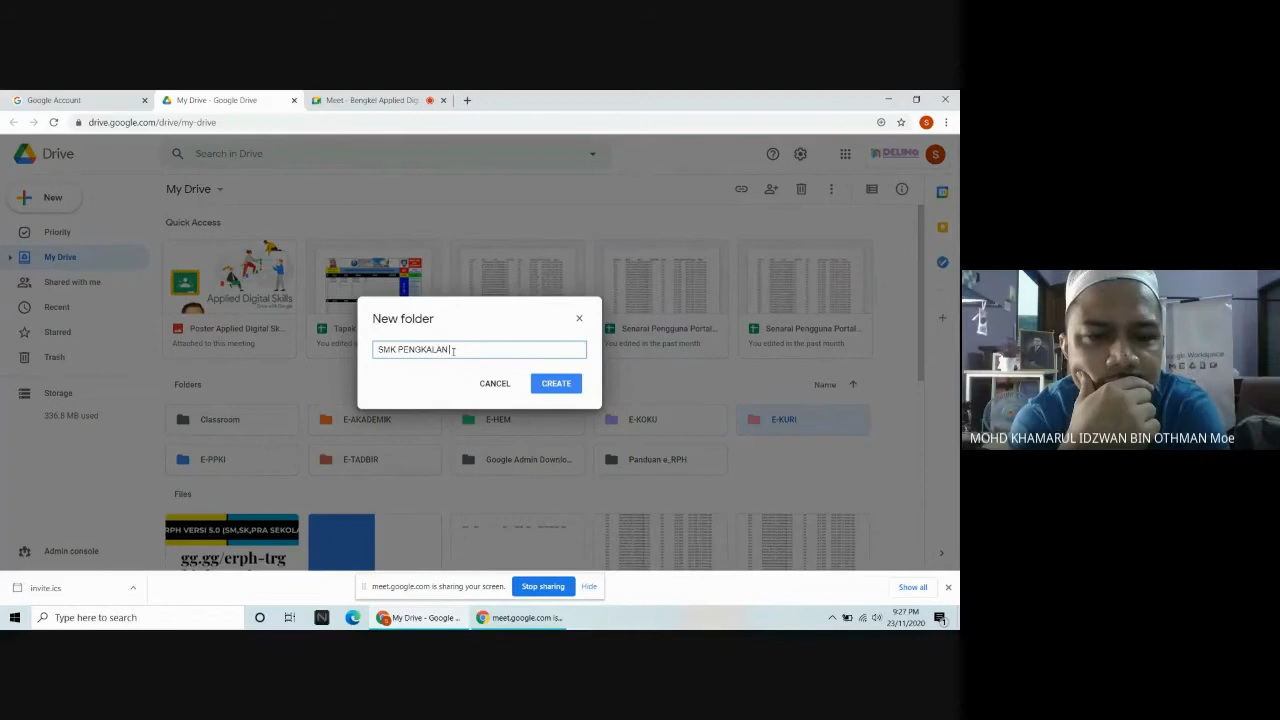 Google Account
My Drive - Google Drive
Meet - Bengkel Applied Dig
drive.google.com/drive/my-drive
Drive
Search in Drive
DELIMa
S
New
My Drive
Priority
My Drive
Shared with me
Recent
Starred
Trash
Storage
336.8 MB used
Admin console
Quick Access
Applied Digital Skills
Poster Applied Digital Sk...
Attached to this meeting
Tapak
You edited
Senarai Pengguna Portal...
You edited in the past month
Senarai Pengguna Portal...
You edited in the past month
New folder
SMK PENGKALAN
CANCEL
CREATE
Folders
Name
Classroom
E-AKADEMIK
E-HEM
E-KOKU
E-KURI
E-PPKI
E-TADBIR
Google Admin Downlo...
Panduan e_RPH
Files
RPH VERSI 5.0 (SM,SK,PRA SEKOLA
gg.gg/erph-trg
invite.ics
meet.google.com is sharing your screen.
Stop sharing
Hide
Show all
Type here to search
My Drive - Google ...
meet.google.com is...
9:27 PM
23/11/2020
Google Workspace
MOHD KHAMARUL IDZWAN BIN OTHMAN Moe